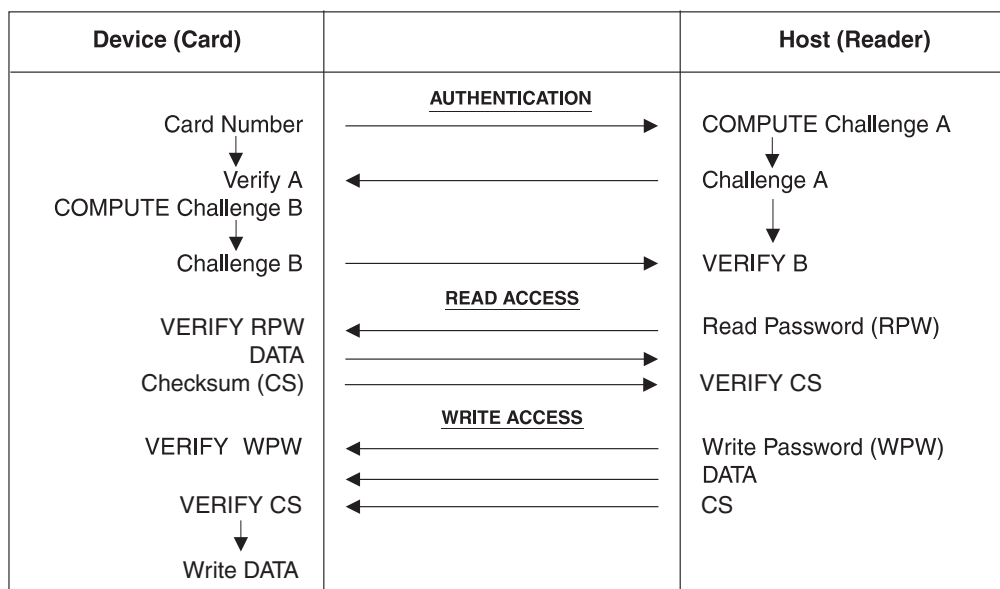 Device (Card) Host (Reader)
AUTHENTICATION
Card Number COMPUTE Challenge A
Verify A Challenge A
COMPUTE Challenge B
Challenge B VERIFY B
READ ACCESS
VERIFY RPW Read Password (RPW)
DATA
Checksum (CS) VERIFY CS
WRITE ACCESS
VERIFY WPW Write Password (WPW)
DATA
VERIFY CS CS
Write DATA